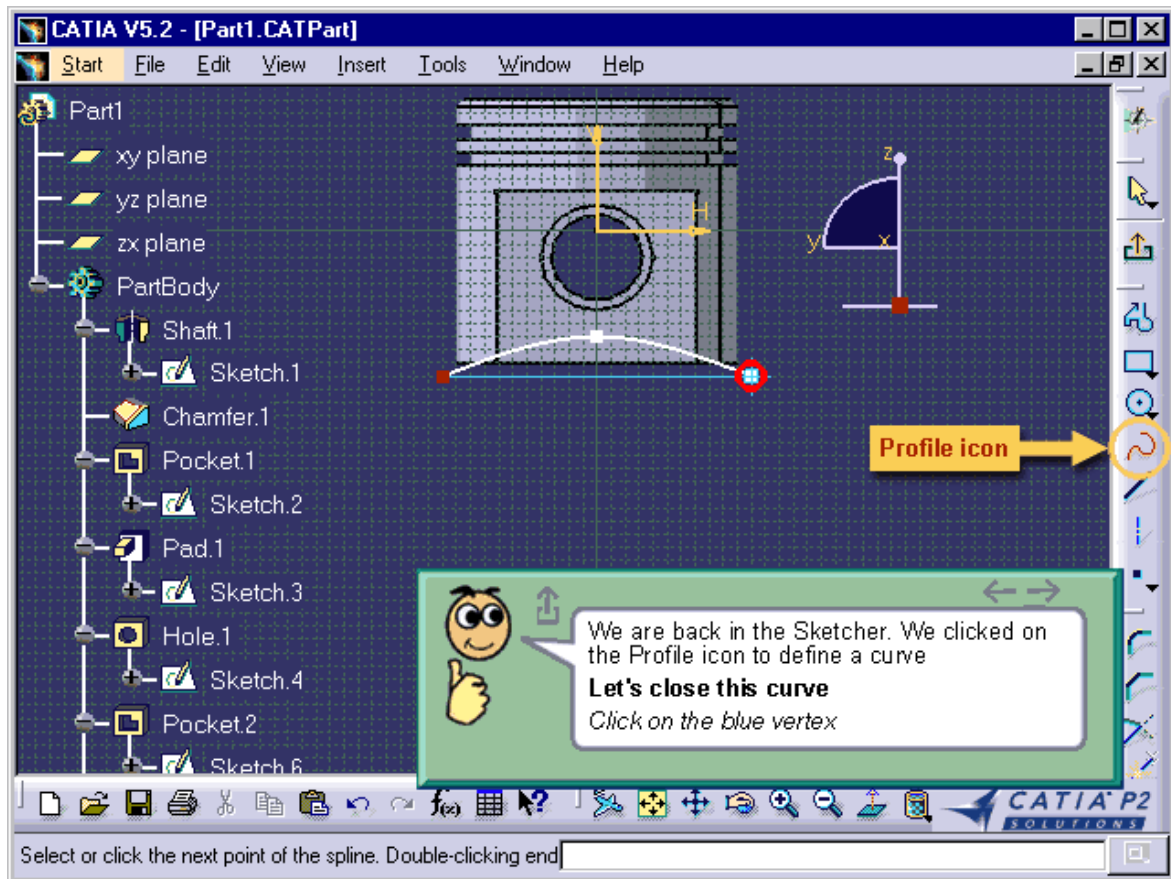 CATIA V5.2 - [Part1.CATPart]
Start File Edit View Insert Tools Window Help
Part1
xy plane
yz plane
zx plane
PartBody
Shaft.1
Sketch.1
Chamfer.1
Pocket.1
Sketch.2
Pad.1
Sketch.3
Hole.1
Sketch.4
Pocket.2
Sketch.6
V
H
z
y x
Profile icon
We are back in the Sketcher. We clicked on
the Profile icon to define a curve
Let's close this curve
Click on the blue vertex
f(x)
?
CATIA P2
SOLUTIONS
Select or click the next point of the spline. Double-clicking end